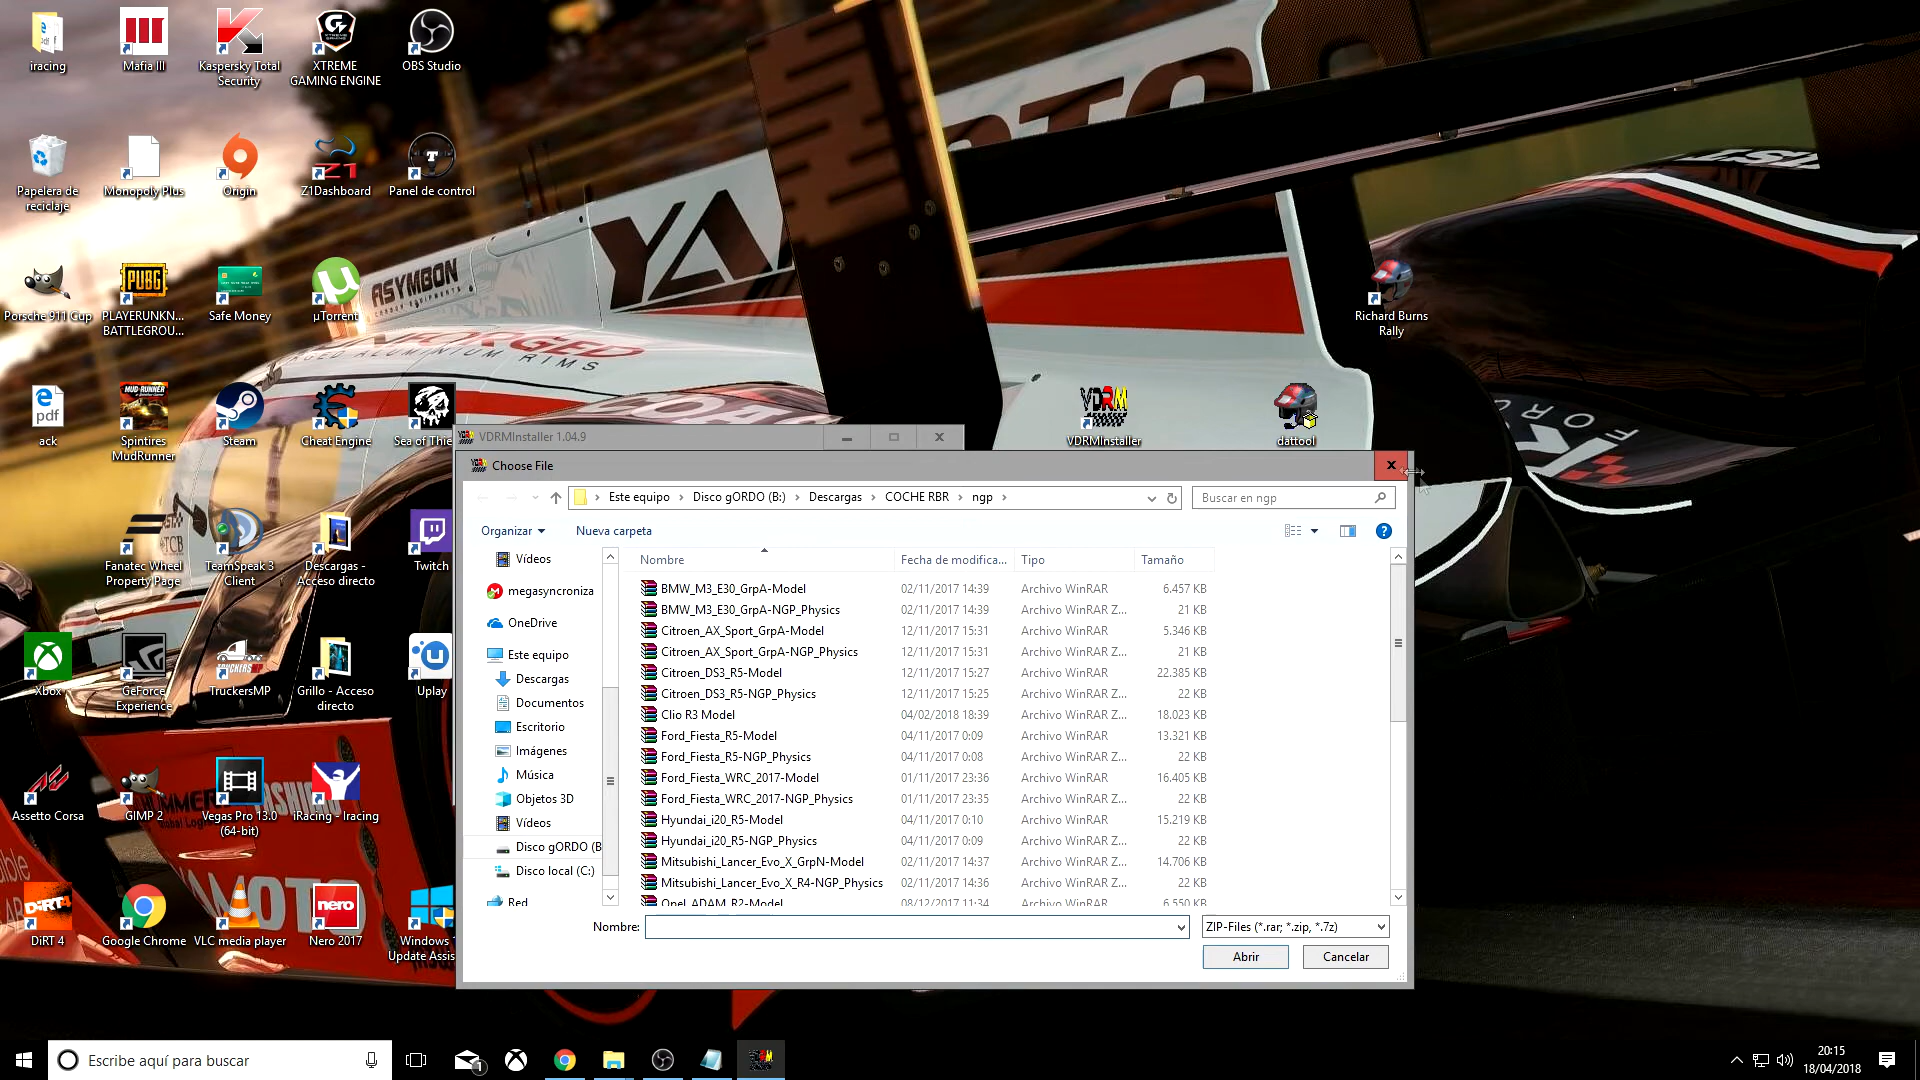 iracing
Mafia III
Kaspersky Total
Security
XTREME
GAMING ENGINE
OBS Studio
Papelera de
reciclaje
Monopoly Plus
Origin
Z1Dashboard
Panel de control
Porsche 911 Cup
PLAYERUNKN...
BATTLEGROU...
Safe Money
µTorrent
Richard Burns
Rally
ASYMBON
FORGED ALUMINIUM RIMS
ack
Spintires
MudRunner
Steam
Cheat Engine
Sea of Thie
VDRMInstaller
dattool
Fanatec Wheel
Property Page
TeamSpeak 3
Client
Descargas -
Acceso directo
Twitch
Xbox
GeForce
Experience
TruckersMP
Grillo - Acceso
directo
Uplay
Assetto Corsa
GIMP 2
Vegas Pro 13.0
(64-bit)
iRacing - Iracing
DiRT 4
Google Chrome
VLC media player
Nero 2017
Windows 1
Update Assis
VDRMInstaller 1.04.9
Choose File
Este equipo > Disco gORDO (B:) > Descargas > COCHE RBR > ngp >
Buscar en ngp
Organizar
Nueva carpeta
Vídeos
megasyncroniza
OneDrive
Este equipo
Descargas
Documentos
Escritorio
Imágenes
Música
Objetos 3D
Vídeos
Disco gORDO (B
Disco local (C:)
Red
Nombre Fecha de modifica... Tipo Tamaño
BMW_M3_E30_GrpA-Model 02/11/2017 14:39 Archivo WinRAR 6.457 KB
BMW_M3_E30_GrpA-NGP_Physics 02/11/2017 14:39 Archivo WinRAR Z... 21 KB
Citroen_AX_Sport_GrpA-Model 12/11/2017 15:31 Archivo WinRAR 5.346 KB
Citroen_AX_Sport_GrpA-NGP_Physics 12/11/2017 15:31 Archivo WinRAR Z... 21 KB
Citroen_DS3_R5-Model 12/11/2017 15:27 Archivo WinRAR 22.385 KB
Citroen_DS3_R5-NGP_Physics 12/11/2017 15:25 Archivo WinRAR Z... 22 KB
Clio R3 Model 04/02/2018 18:39 Archivo WinRAR Z... 18.023 KB
Ford_Fiesta_R5-Model 04/11/2017 0:09 Archivo WinRAR 13.321 KB
Ford_Fiesta_R5-NGP_Physics 04/11/2017 0:08 Archivo WinRAR Z... 22 KB
Ford_Fiesta_WRC_2017-Model 01/11/2017 23:36 Archivo WinRAR 16.405 KB
Ford_Fiesta_WRC_2017-NGP_Physics 01/11/2017 23:35 Archivo WinRAR Z... 22 KB
Hyundai_i20_R5-Model 04/11/2017 0:10 Archivo WinRAR 15.219 KB
Hyundai_i20_R5-NGP_Physics 04/11/2017 0:09 Archivo WinRAR Z... 22 KB
Mitsubishi_Lancer_Evo_X_GrpN-Model 02/11/2017 14:37 Archivo WinRAR 14.706 KB
Mitsubishi_Lancer_Evo_X_R4-NGP_Physics 02/11/2017 14:36 Archivo WinRAR Z... 22 KB
Opel_ADAM_R2-Model 08/12/2017 11:34 Archivo WinRAR Z... 6.550 KB
Nombre:
ZIP-Files (*.rar; *.zip, *.7z)
Abrir
Cancelar
Escribe aquí para buscar
20:15
18/04/2018